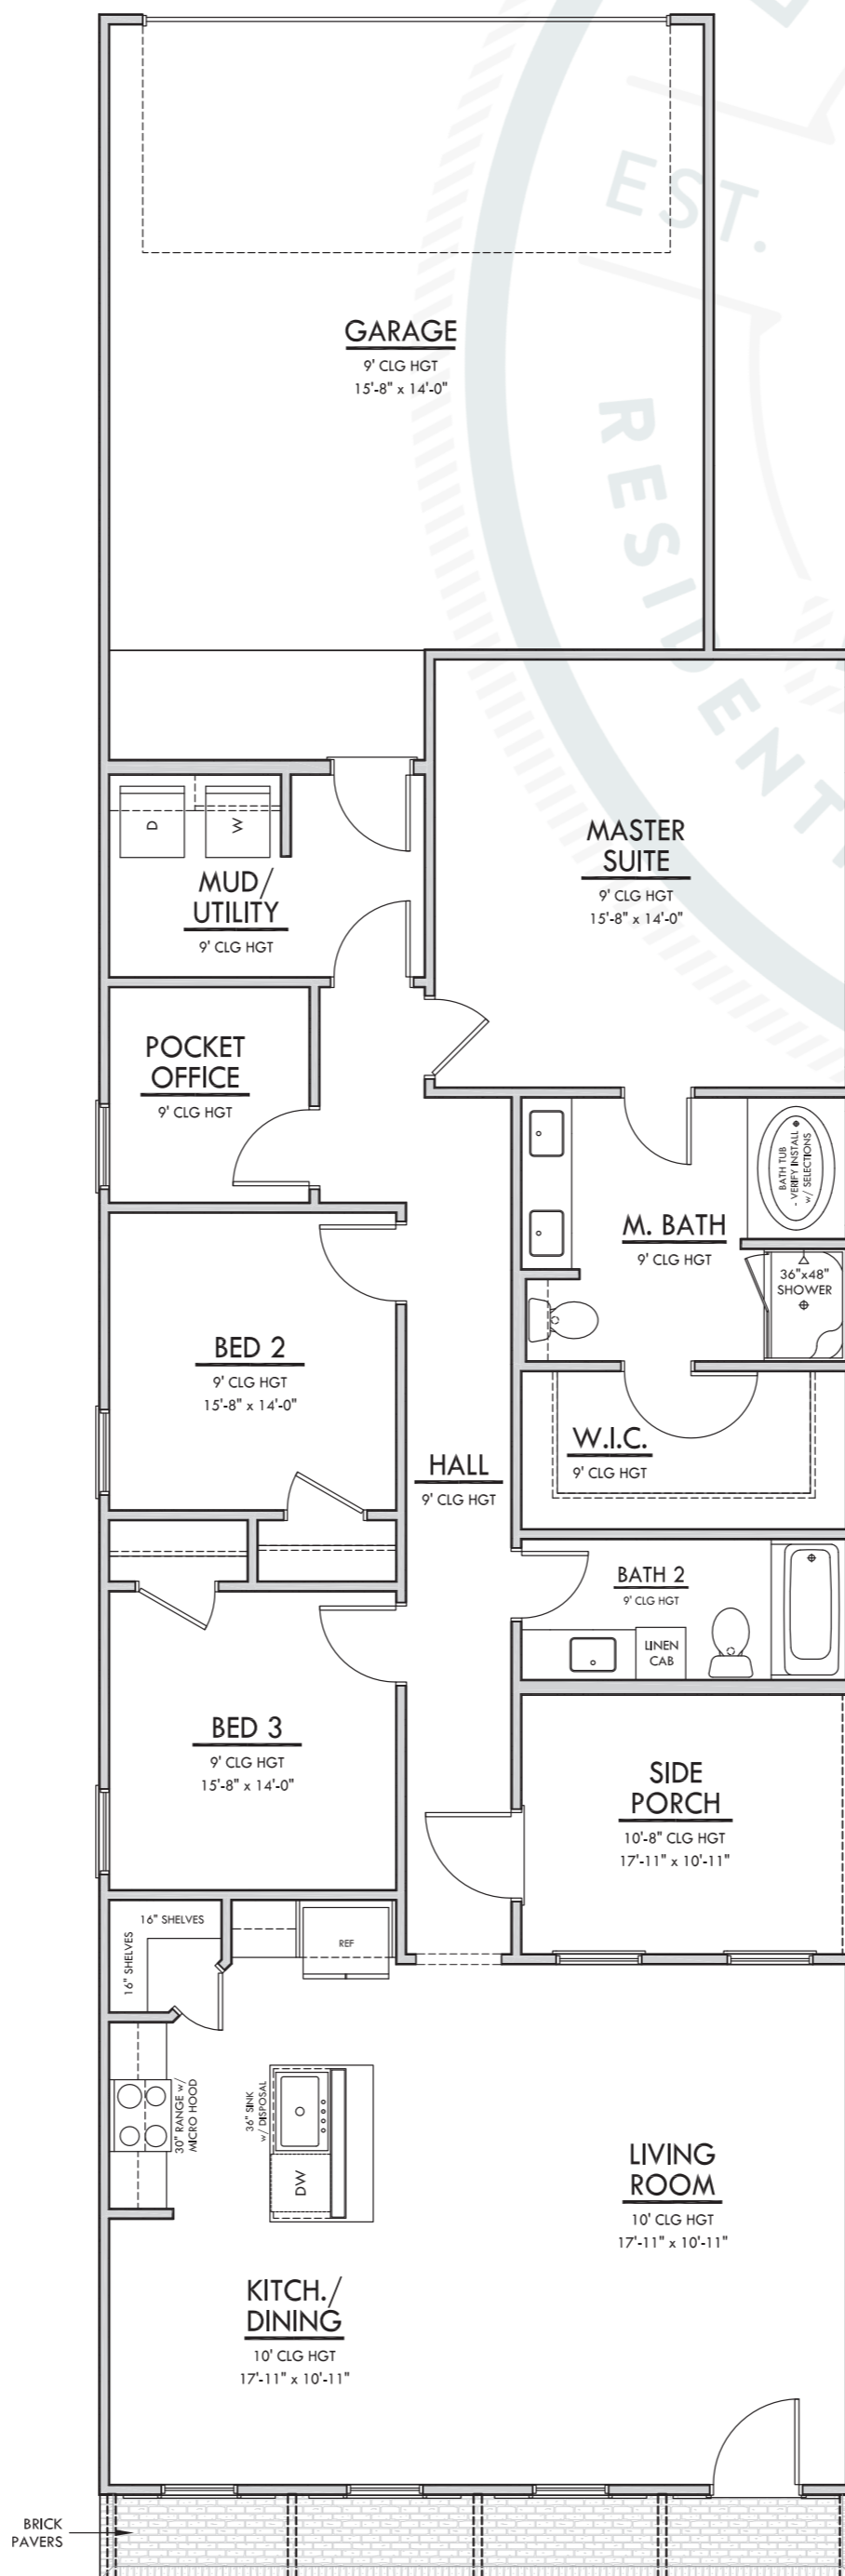 EST.
RESIDENTI
GARAGE
9' CLG HGT
15'-8" x 14'-0"
MASTER
SUITE
9' CLG HGT
15'-8" x 14'-0"
D
W
MUD/
UTILITY
9' CLG HGT
POCKET
OFFICE
9' CLG HGT
BATH TUB
- VERIFY INSTALL
w/ SELECTIONS
M. BATH
9' CLG HGT
36"x48"
SHOWER
BED 2
9' CLG HGT
15'-8" x 14'-0"
W.I.C.
9' CLG HGT
HALL
9' CLG HGT
BATH 2
9' CLG HGT
LINEN
CAB
BED 3
9' CLG HGT
15'-8" x 14'-0"
SIDE
PORCH
10'-8" CLG HGT
17'-11" x 10'-11"
16" SHELVES
16" SHELVES
REF
30" RANGE w/
MICRO HOOD
36" SINK
w/ DISPOSAL
DW
LIVING
ROOM
10' CLG HGT
17'-11" x 10'-11"
KITCH./
DINING
10' CLG HGT
17'-11" x 10'-11"
BRICK
PAVERS